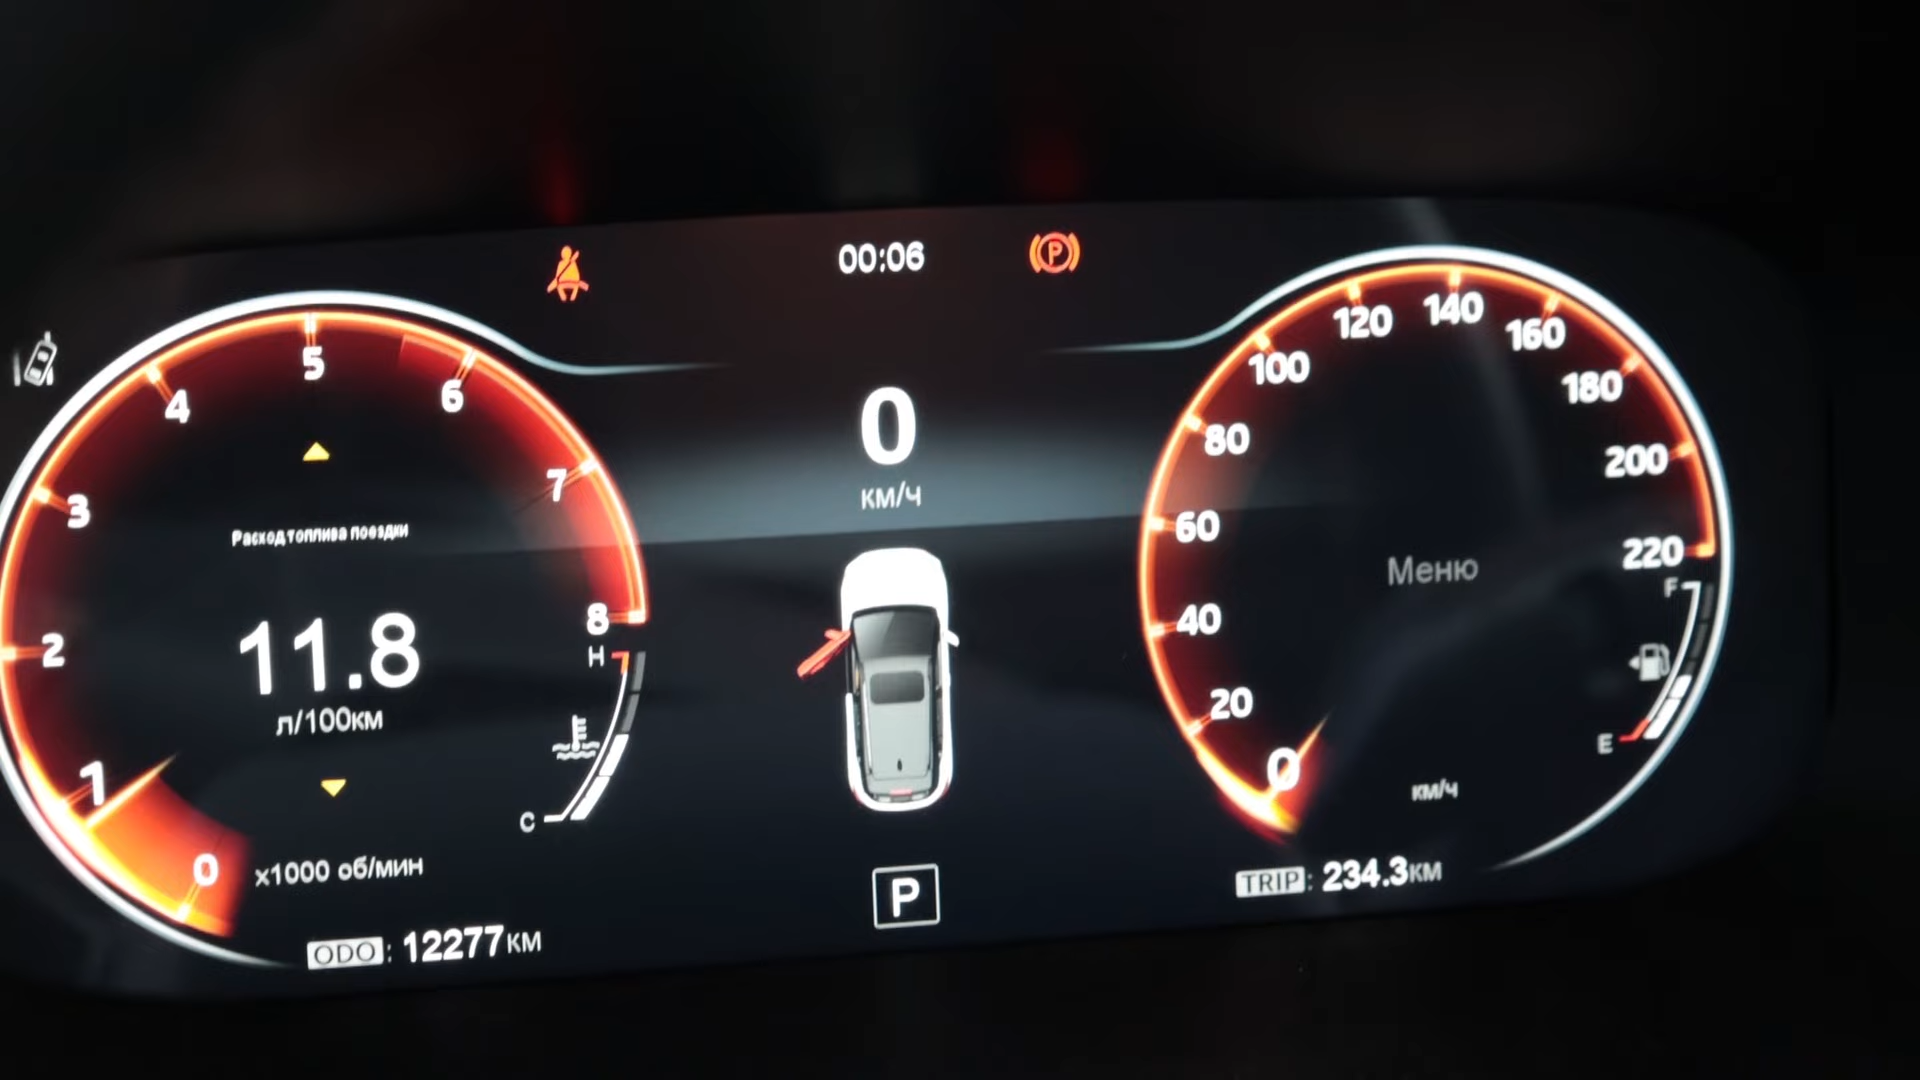 00:06
P
0
км/ч
Расход топлива поездки
11.8
л/100км
0
1
2
3
4
5
6
7
8
x1000 об/мин
H
C
ODO: 12277 км
P
0
20
40
60
80
100
120
140
160
180
200
220
Меню
км/ч
F
E
TRIP: 234.3 км